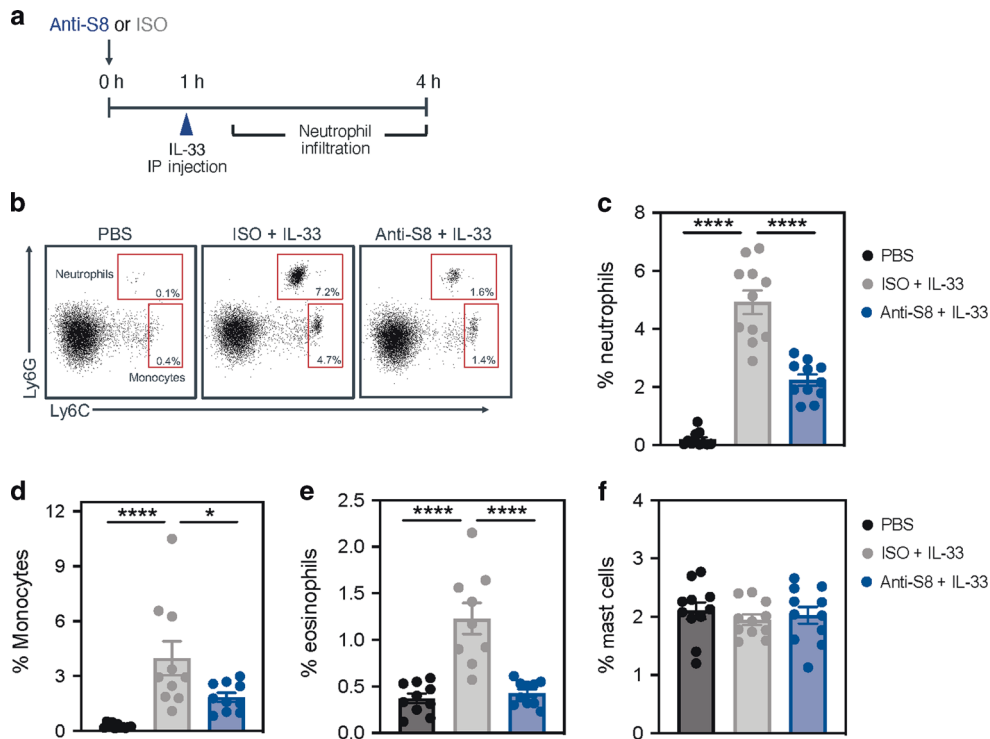 a
Anti-S8 or ISO
0 h 1 h 4 h
IL-33
IP injection
Neutrophil
infiltration
b
PBS ISO + IL-33 Anti-S8 + IL-33
Neutrophils
0.1% 7.2% 1.6%
0.4% 4.7% 1.4%
Monocytes
Ly6G
Ly6C
c
% neutrophils
8
6
4
2
0
**** ****
PBS
ISO + IL-33
Anti-S8 + IL-33
d
% Monocytes
12
9
6
3
0
**** *
e
% eosinophils
2.5
2.0
1.5
1.0
0.5
0.0
**** ****
f
% mast cells
4
3
2
1
0
PBS
ISO + IL-33
Anti-S8 + IL-33